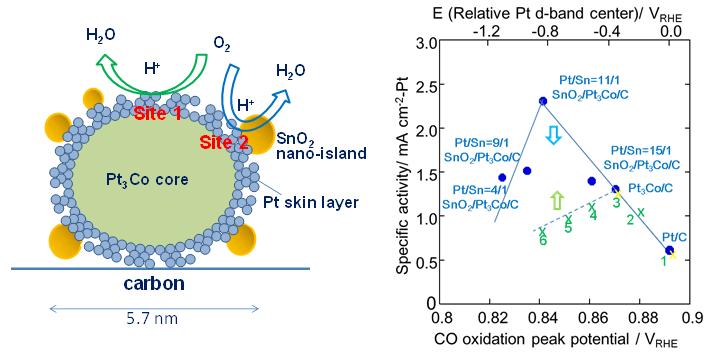 H2O
O2
H+
H2O
H+
Site 1
Site 2
SnO2
nano-island
Pt3Co core
Pt skin layer
carbon
5.7 nm
E (Relative Pt d-band center)/ VRHE
-1.2
-0.8
-0.4
0.0
Specific activity/ mA cm-2-Pt
3.0
2.5
2.0
1.5
1.0
0.5
0
Pt/Sn=11/1
SnO2/Pt3Co/C
Pt/Sn=9/1
SnO2/Pt3Co/C
Pt/Sn=15/1
SnO2/Pt3Co/C
Pt/Sn=4/1
SnO2/Pt3Co/C
Pt3Co/C
Pt/C
6
5
4
3
2
1
0.8
0.82
0.84
0.86
0.88
0.9
CO oxidation peak potential / VRHE